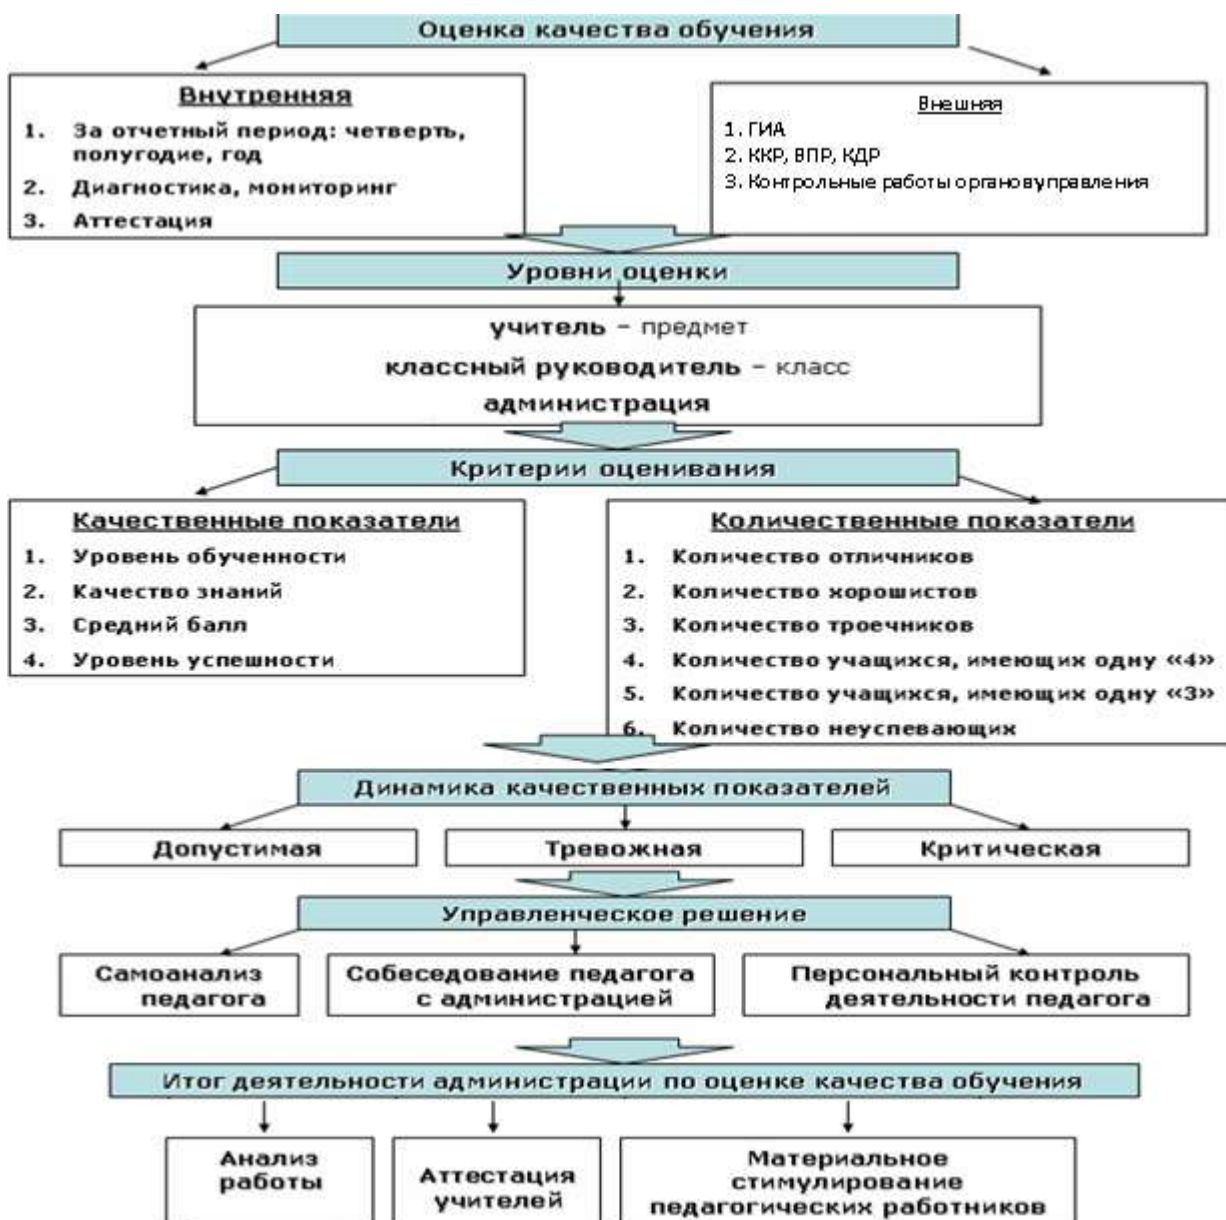 Оценка качества обучения
Внутренняя
1. За отчетный период: четверть,
полугодие, год
2. Диагностика, мониторинг
3. Аттестация
Внешняя
1. ГИА
2. ККР, ВПР, КДР
3. Контрольные работы органовуправления
Уровни оценки
учитель – предмет
классный руководитель – класс
администрация
Критерии оценивания
Качественные показатели
1. Уровень обученности
2. Качество знаний
3. Средний балл
4. Уровень успешности
Количественные показатели
1. Количество отличников
2. Количество хорошистов
3. Количество троечников
4. Количество учащихся, имеющих одну «4»
5. Количество учащихся, имеющих одну «3»
6. Количество неуспевающих
Динамика качественных показателей
Допустимая
Тревожная
Критическая
Управленческое решение
Самоанализ
педагога
Собеседование педагога
с администрацией
Персональный контроль
деятельности педагога
Итог деятельности администрации по оценке качества обучения
Анализ
работы
Аттестация
учителей
Материальное
стимулирование
педагогических работников